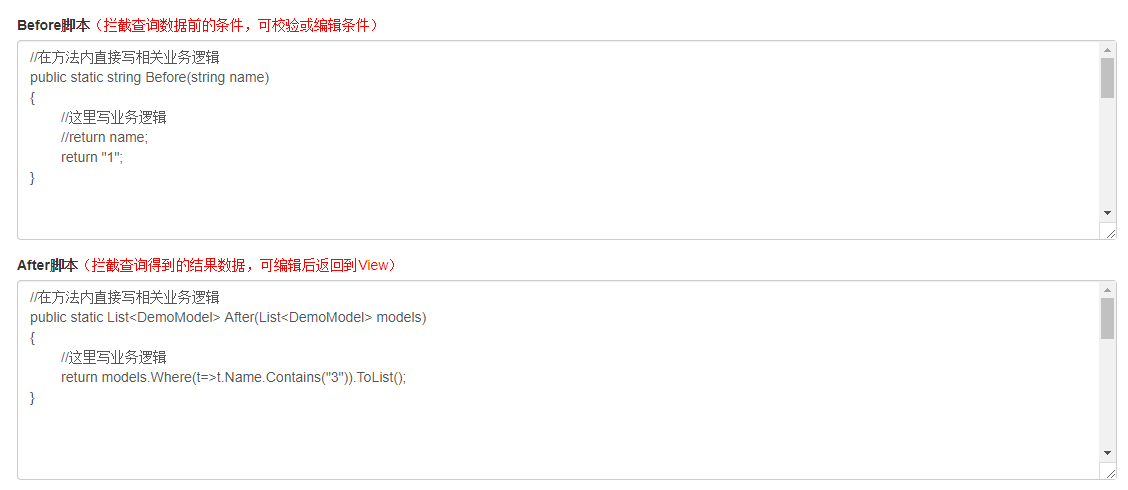 Before脚本（拦截查询数据前的条件，可校验或编辑条件）
//在方法内直接写相关业务逻辑
public static string Before(string name)
{
//这里写业务逻辑
//return name;
return "1";
}
After脚本（拦截查询得到的结果数据，可编辑后返回到View）
//在方法内直接写相关业务逻辑
public static List<DemoModel> After(List<DemoModel> models)
{
//这里写业务逻辑
return models.Where(t=>t.Name.Contains("3")).ToList();
}